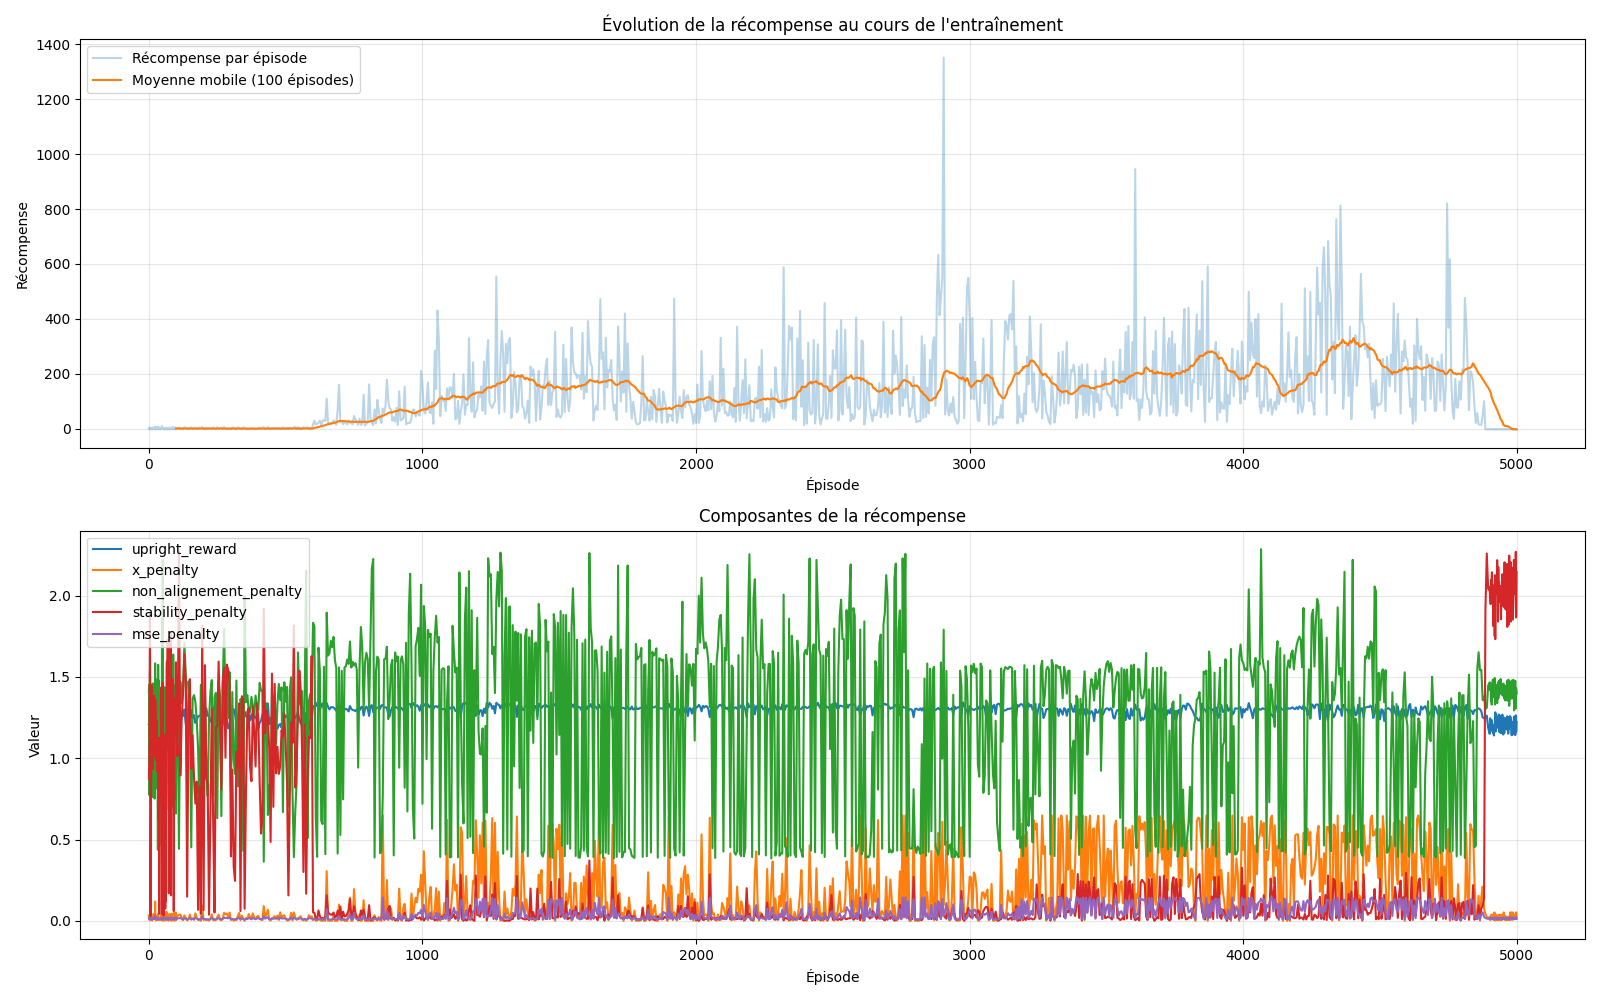 Évolution de la récompense au cours de l'entraînement
Récompense par épisode
Moyenne mobile (100 épisodes)
Récompense
1400
1200
1000
800
600
400
200
0
0
1000
2000
3000
4000
5000
Épisode
Composantes de la récompense
upright_reward
x_penalty
non_alignement_penalty
stability_penalty
mse_penalty
Valeur
2.0
1.5
1.0
0.5
0.0
0
1000
2000
3000
4000
5000
Épisode